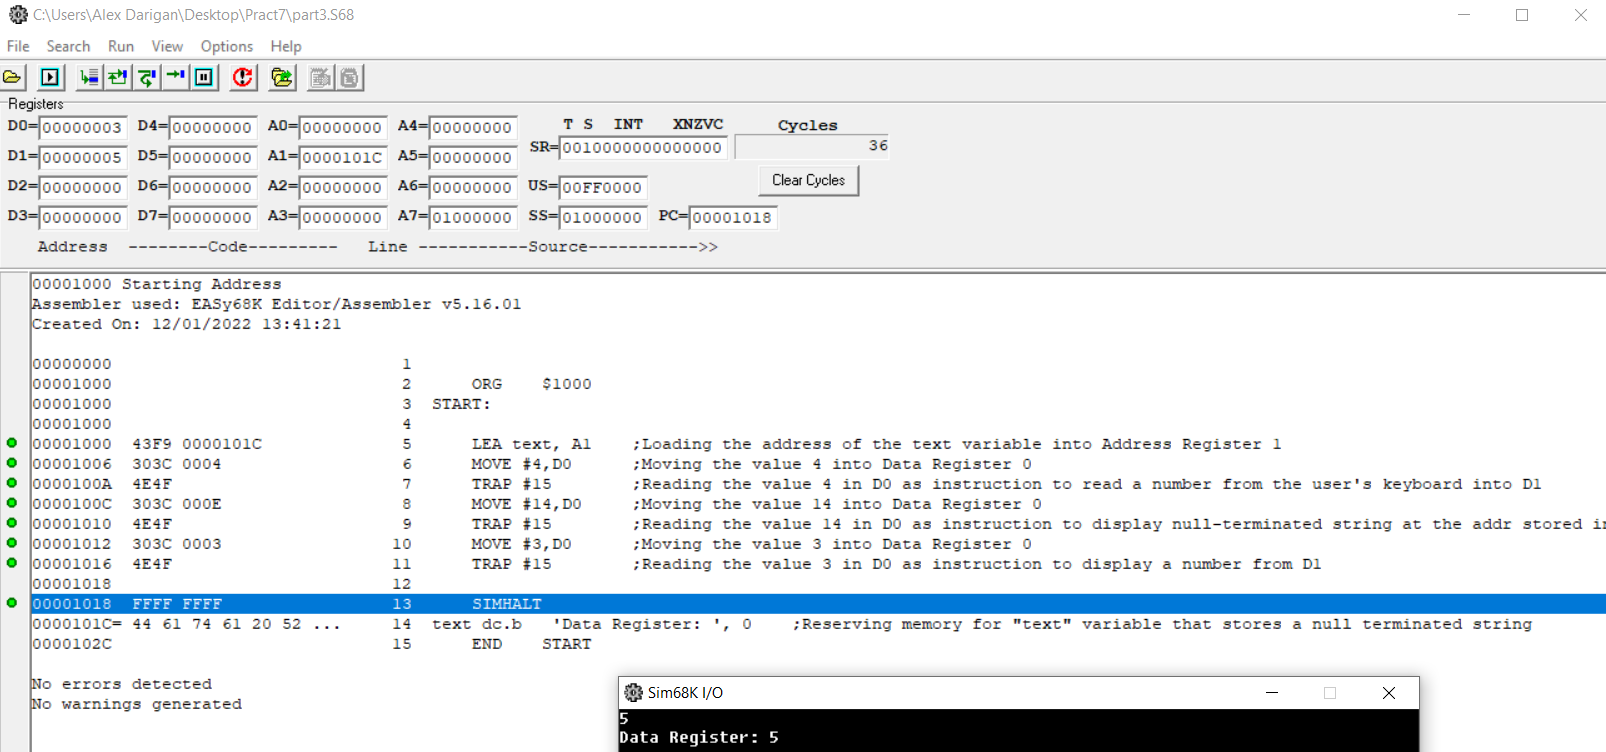 C:\Users\Alex Darigan\Desktop\Pract7\part3.S68
File Search Run View Options Help
Registers
D0= 00000003 D4= 00000000 A0= 00000000 A4= 00000000 T S INT XNZVC Cycles
D1= 00000005 D5= 00000000 A1= 0000101C A5= 00000000 SR= 0010000000000000 36
D2= 00000000 D6= 00000000 A2= 00000000 A6= 00000000 US= 00FF0000 Clear Cycles
D3= 00000000 D7= 00000000 A3= 00000000 A7= 01000000 SS= 01000000 PC= 00001018
Address --------Code--------- Line -----------Source----------->>
00001000 Starting Address
Assembler used: EASy68K Editor/Assembler v5.16.01
Created On: 12/01/2022 13:41:21
00000000 1
00001000 2 ORG $1000
00001000 3 START:
00001000 4
00001000 43F9 0000101C 5 LEA text, A1 ;Loading the address of the text variable into Address Register 1
00001006 303C 0004 6 MOVE #4,D0 ;Moving the value 4 into Data Register 0
0000100A 4E4F 7 TRAP #15 ;Reading the value 4 in D0 as instruction to read a number from the user's keyboard into D1
0000100C 303C 000E 8 MOVE #14,D0 ;Moving the value 14 into Data Register 0
00001010 4E4F 9 TRAP #15 ;Reading the value 14 in D0 as instruction to display null-terminated string at the addr stored i
00001012 303C 0003 10 MOVE #3,D0 ;Moving the value 3 into Data Register 0
00001016 4E4F 11 TRAP #15 ;Reading the value 3 in D0 as instruction to display a number from D1
00001018 12
00001018 FFFF FFFF 13 SIMHALT
0000101C= 44 61 74 61 20 52 ... 14 text dc.b 'Data Register: ', 0 ;Reserving memory for "text" variable that stores a null terminated string
0000102C 15 END START
No errors detected
No warnings generated
Sim68K I/O
5
Data Register: 5